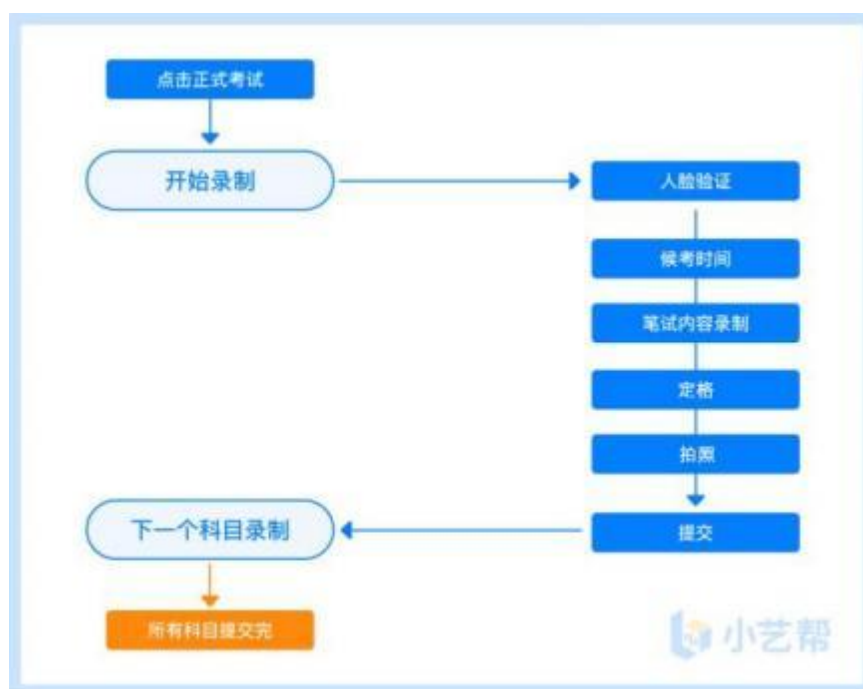 点击正式考试
开始录制
人脸验证
候考时间
笔试内容录制
定格
拍照
提交
下一个科目录制
所有科目提交完
小艺帮